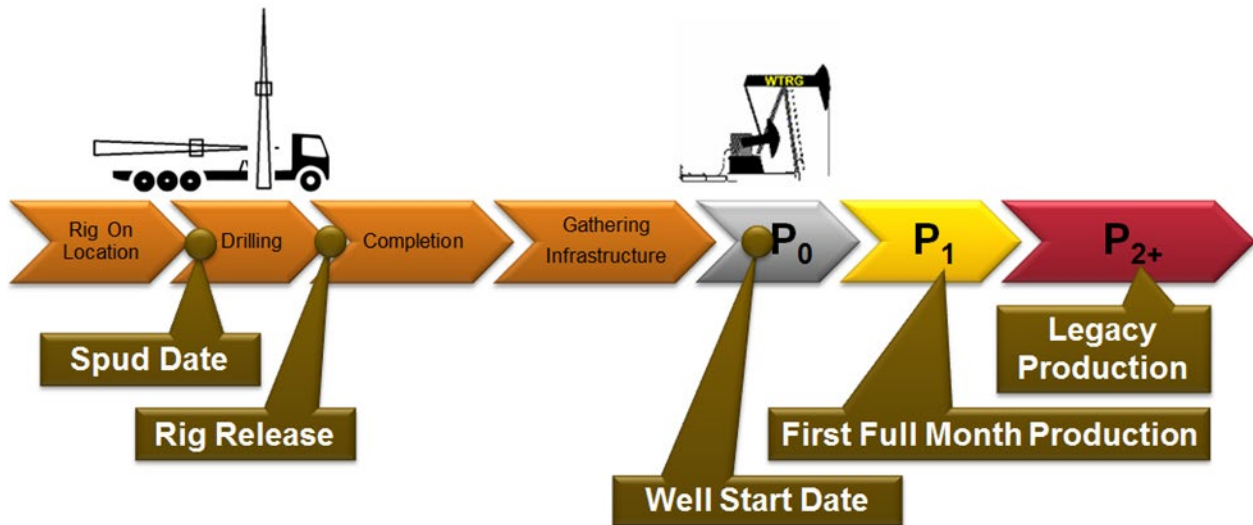 WTRG
Rig On
Location
Drilling
Completion
Gathering
Infrastructure
P0
P1
P2+
Spud Date
Rig Release
Well Start Date
First Full Month Production
Legacy
Production